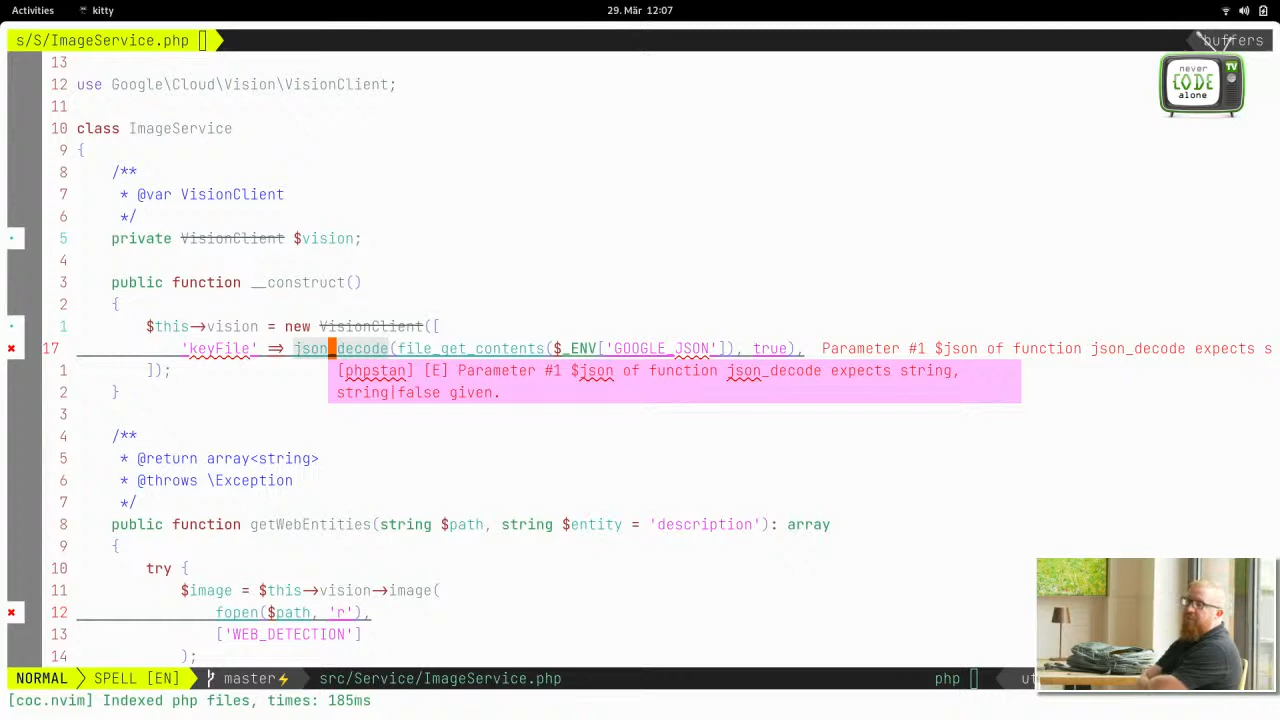 Activities kitty 29. Mär 12:07
s/S/ImageService.php buffers
never CODE alone TV
13
12 use Google\Cloud\Vision\VisionClient;
11
10 class ImageService
9 {
8 /**
7 * @var VisionClient
6 */
5 private VisionClient $vision;
4
3 public function __construct()
2 {
1 $this->vision = new VisionClient([
17 'keyFile' => json_decode(file_get_contents($_ENV['GOOGLE_JSON']), true), Parameter #1 $json of function json_decode expects s
1 ]);
[phpstan] [E] Parameter #1 $json of function json_decode expects string,
2 }
string|false given.
3
4 /**
5 * @return array<string>
6 * @throws \Exception
7 */
8 public function getWebEntities(string $path, string $entity = 'description'): array
9 {
10 try {
11 $image = $this->vision->image(
12 fopen($path, 'r'),
13 ['WEB_DETECTION']
14 );
NORMAL SPELL [EN] master⚡ src/Service/ImageService.php php ut
[coc.nvim] Indexed php files, times: 185ms